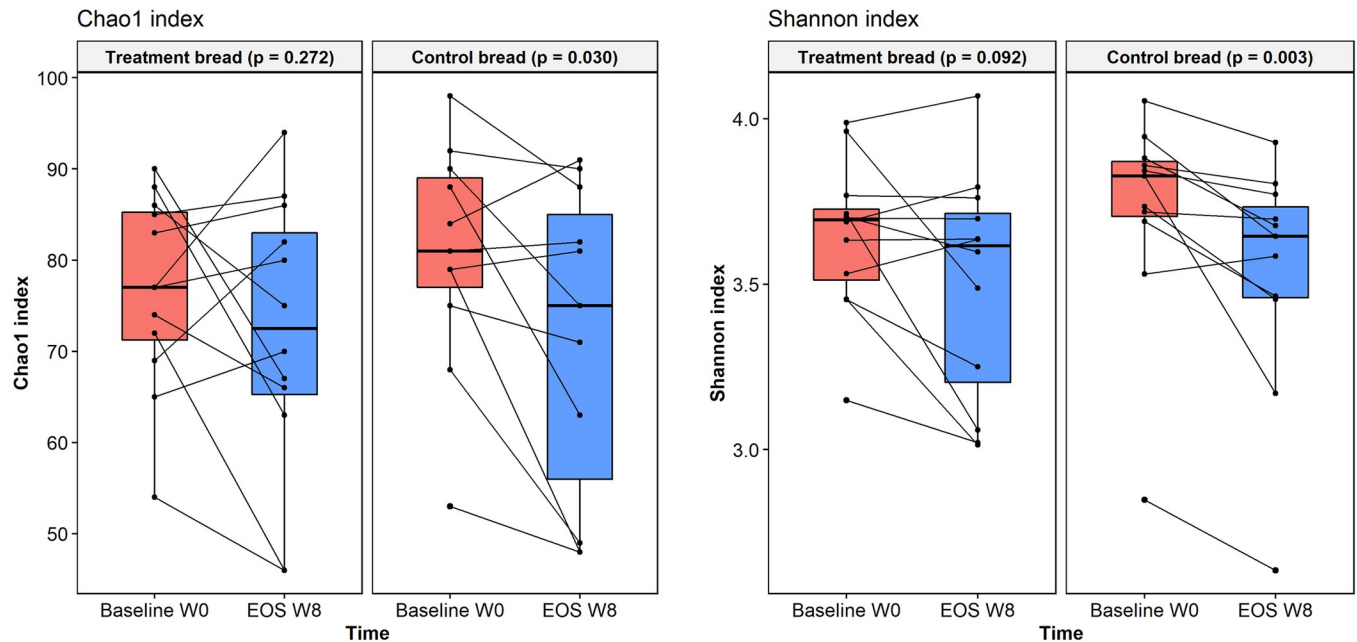 Chao1 index
Treatment bread (p = 0.272)
Control bread (p = 0.030)
100
90
80
70
60
50
Chao1 index
Baseline W0
EOS W8
Baseline W0
EOS W8
Time
Shannon index
Treatment bread (p = 0.092)
Control bread (p = 0.003)
4.0
3.5
3.0
Shannon index
Baseline W0
EOS W8
Baseline W0
EOS W8
Time